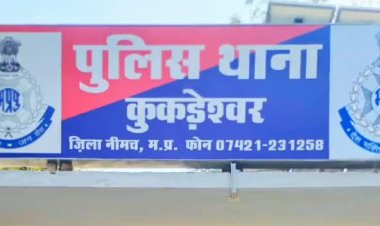 पुलिस थाना
कुकड़ेश्वर
ज़िला नीमच, म.प्र. फोन 07421-231258